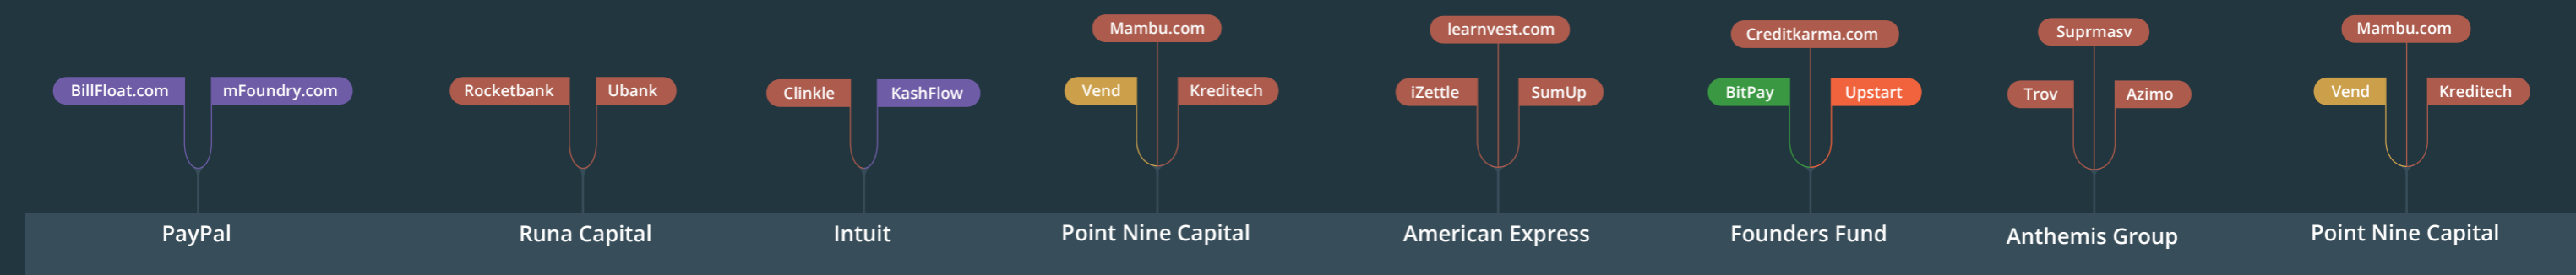 BillFloat.com
mFoundry.com
PayPal
Rocketbank
Ubank
Runa Capital
Clinkle
KashFlow
Intuit
Mambu.com
Vend
Kreditech
Point Nine Capital
learnvest.com
iZettle
SumUp
American Express
Creditkarma.com
BitPay
Upstart
Founders Fund
Suprmasv
Trov
Azimo
Anthemis Group
Mambu.com
Vend
Kreditech
Point Nine Capital